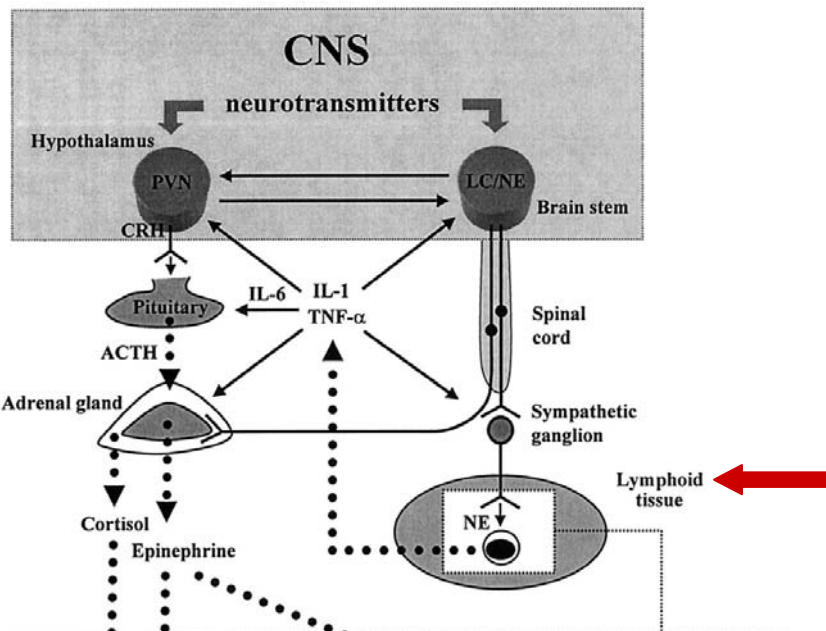 CNS
neurotransmitters
Hypothalamus
PVN
LC/NE
Brain stem
CRH
IL-6
IL-1
Pituitary
TNF-α
Spinal
cord
ACTH
Adrenal gland
Sympathetic
ganglion
Lymphoid
tissue
NE
Cortisol
Epinephrine